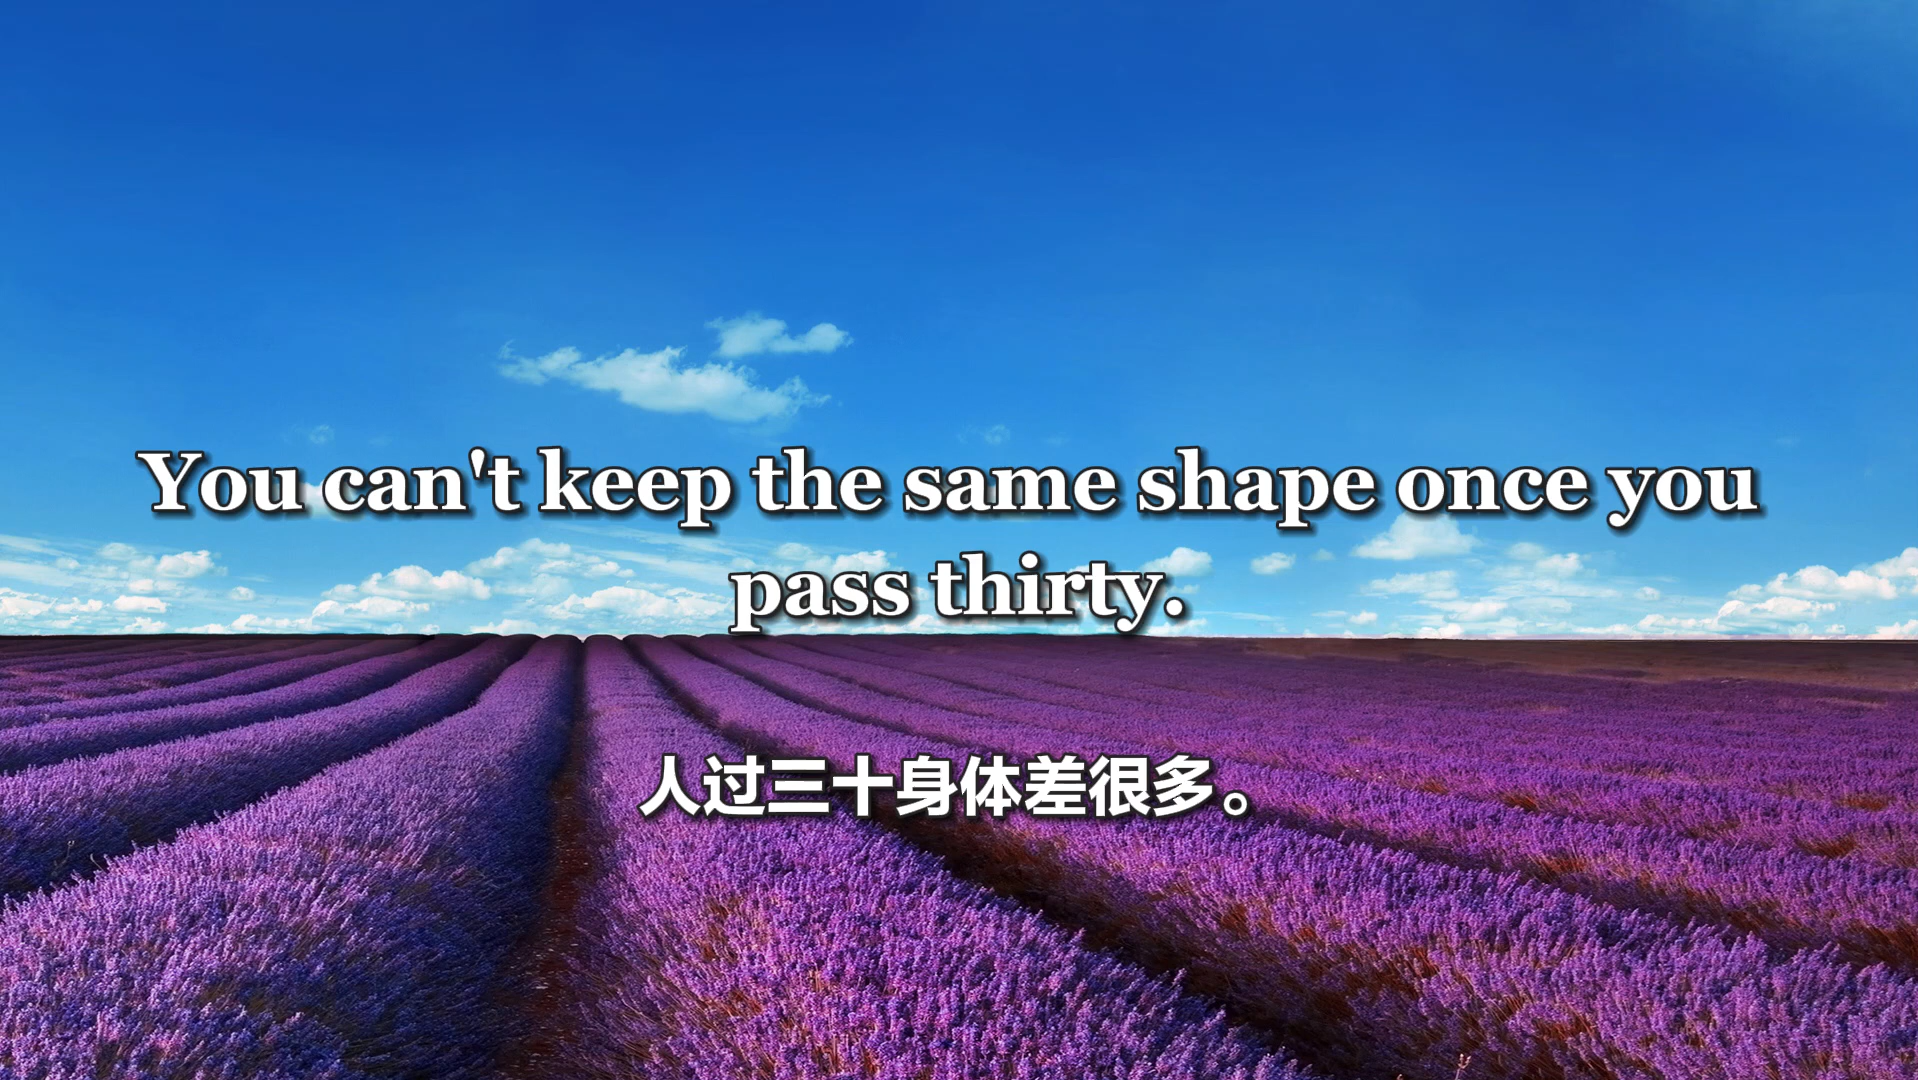 You can't keep the same shape once you
pass thirty.
人过三十身体差很多。